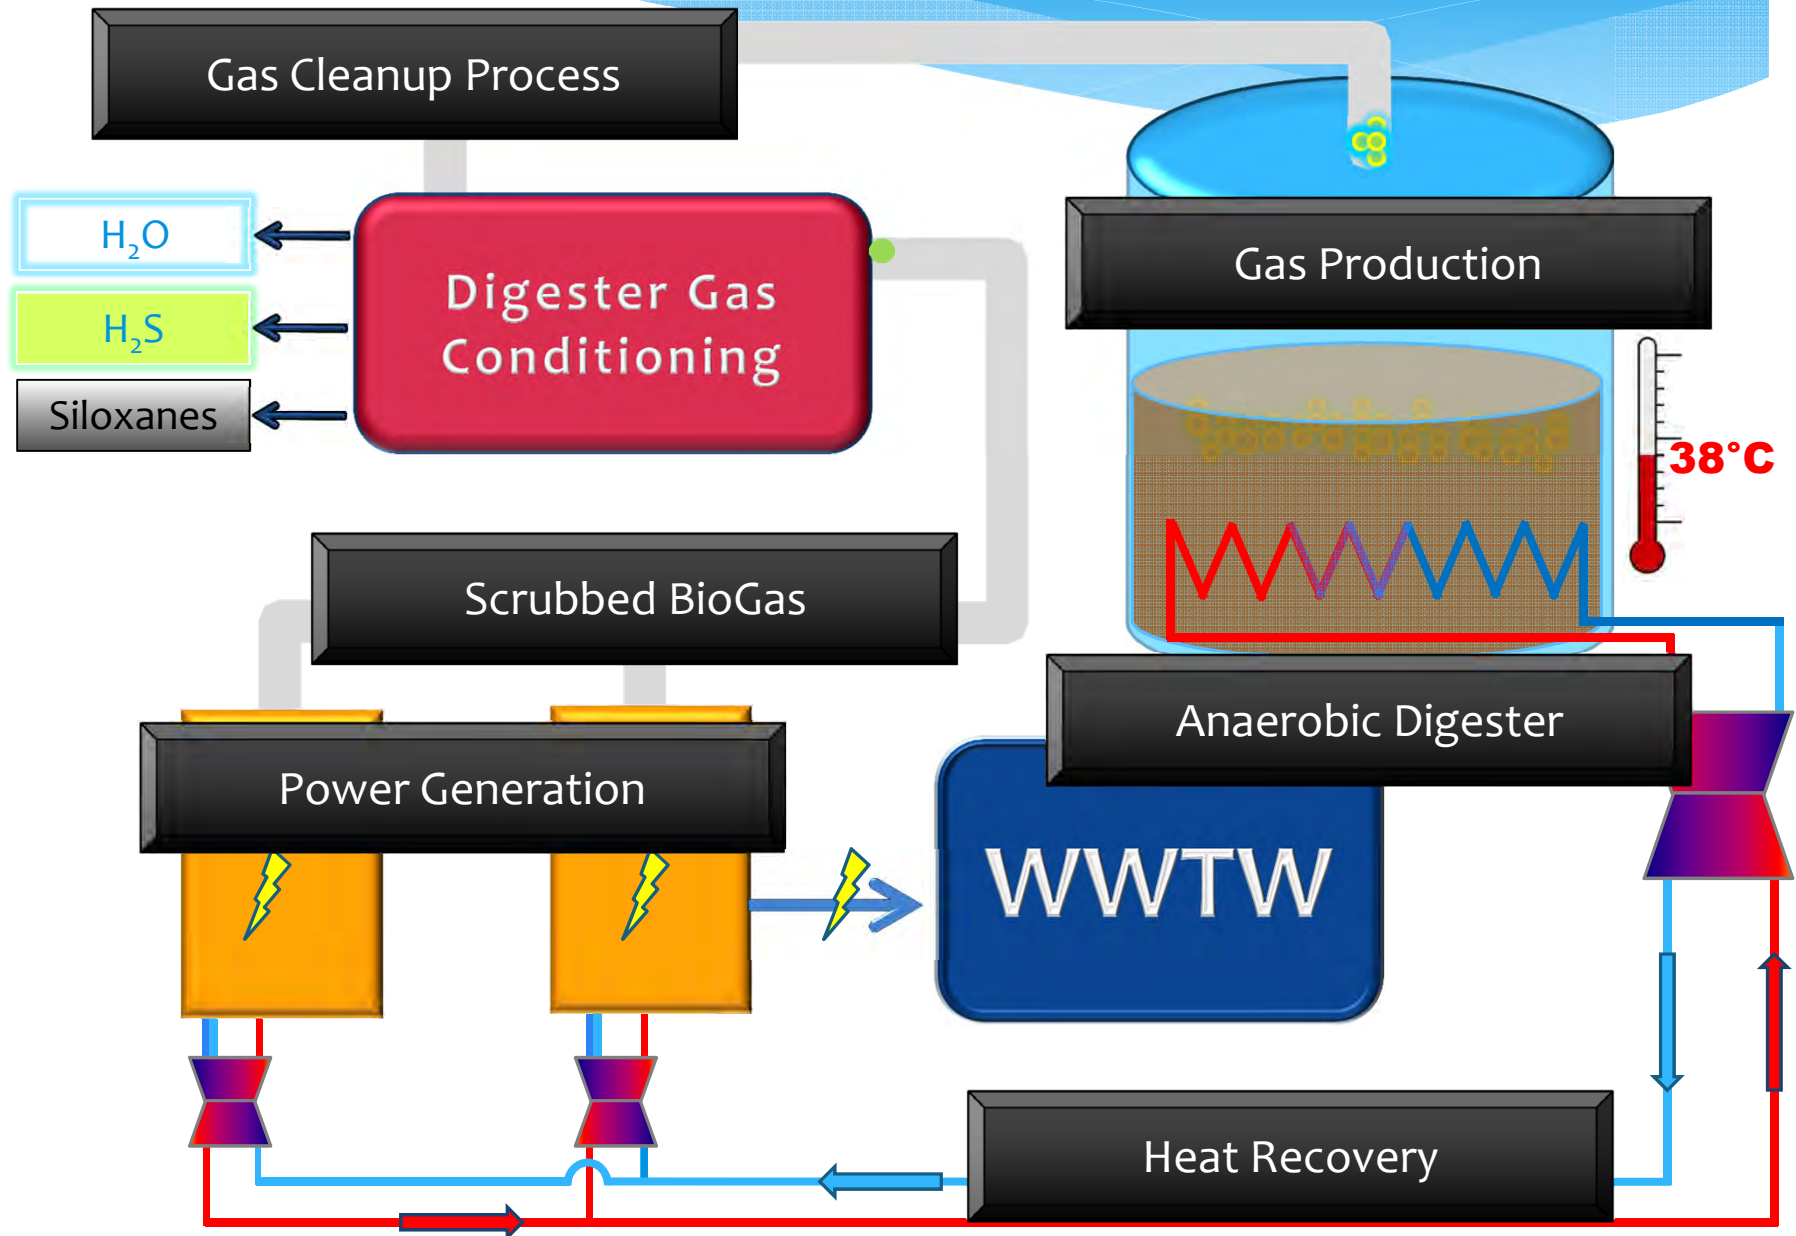 Gas Cleanup Process
H₂O
H₂S
Siloxanes
Digester Gas
Conditioning
Gas Production
38°C
Scrubbed BioGas
Anaerobic Digester
Power Generation
WWTW
Heat Recovery